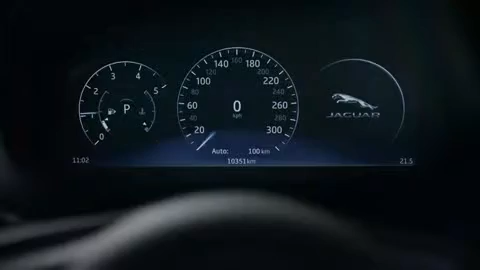 0 1 2 3 4 5
P
20 40 60 80 100 120 140 160 180 200 220 240 260 280 300
0
kph
JAGUAR
Auto: 100 km
11:02
10351km
21.5